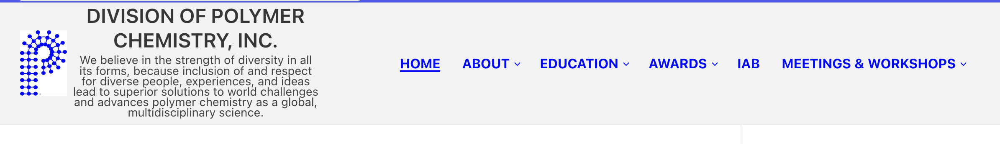 DIVISION OF POLYMER
CHEMISTRY, INC.
We believe in the strength of diversity in all
its forms, because inclusion of and respect
for diverse people, experiences, and ideas
lead to superior solutions to world challenges
and advances polymer chemistry as a global,
multidisciplinary science.
HOME ABOUT EDUCATION AWARDS IAB MEETINGS & WORKSHOPS